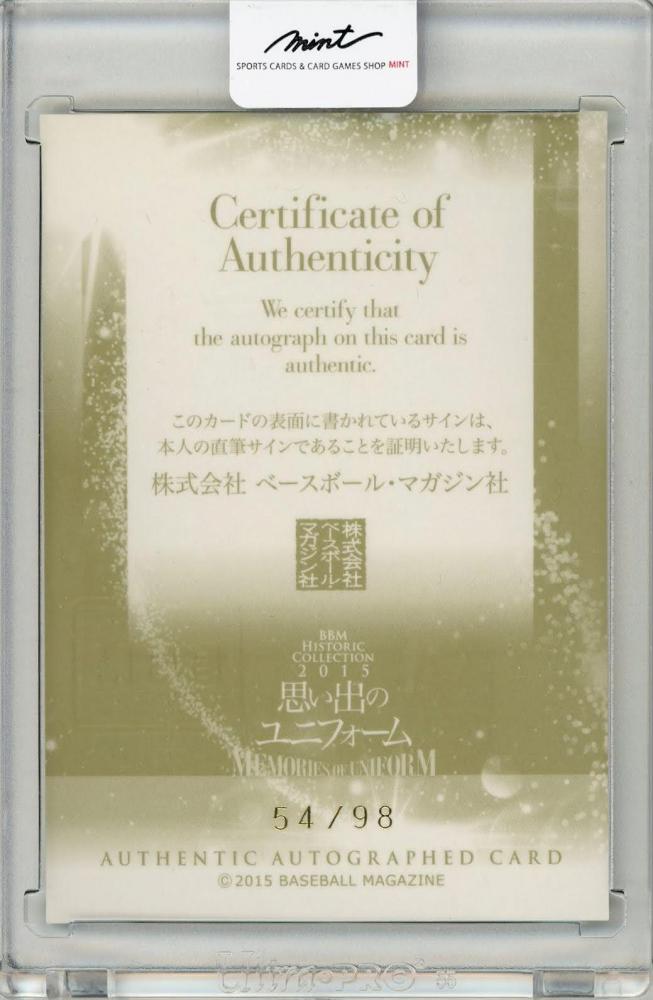 mint
SPORTS CARDS & CARD GAMES SHOP MINT
Certificate of
Authenticity
We certify that
the autograph on this card is
authentic.
このカードの表面に書かれているサインは、
本人の直筆サインであることを証明いたします。
株式会社 ベースボール・マガジン社
株式会社
ベースボール・
マガジン社
BBM
HISTORIC
COLLECTION
2015
思い出の
ユニフォーム
MEMORIES OF UNIFORM
54/98
AUTHENTIC AUTOGRAPHED CARD
©2015 BASEBALL MAGAZINE
Ultra·PRO®